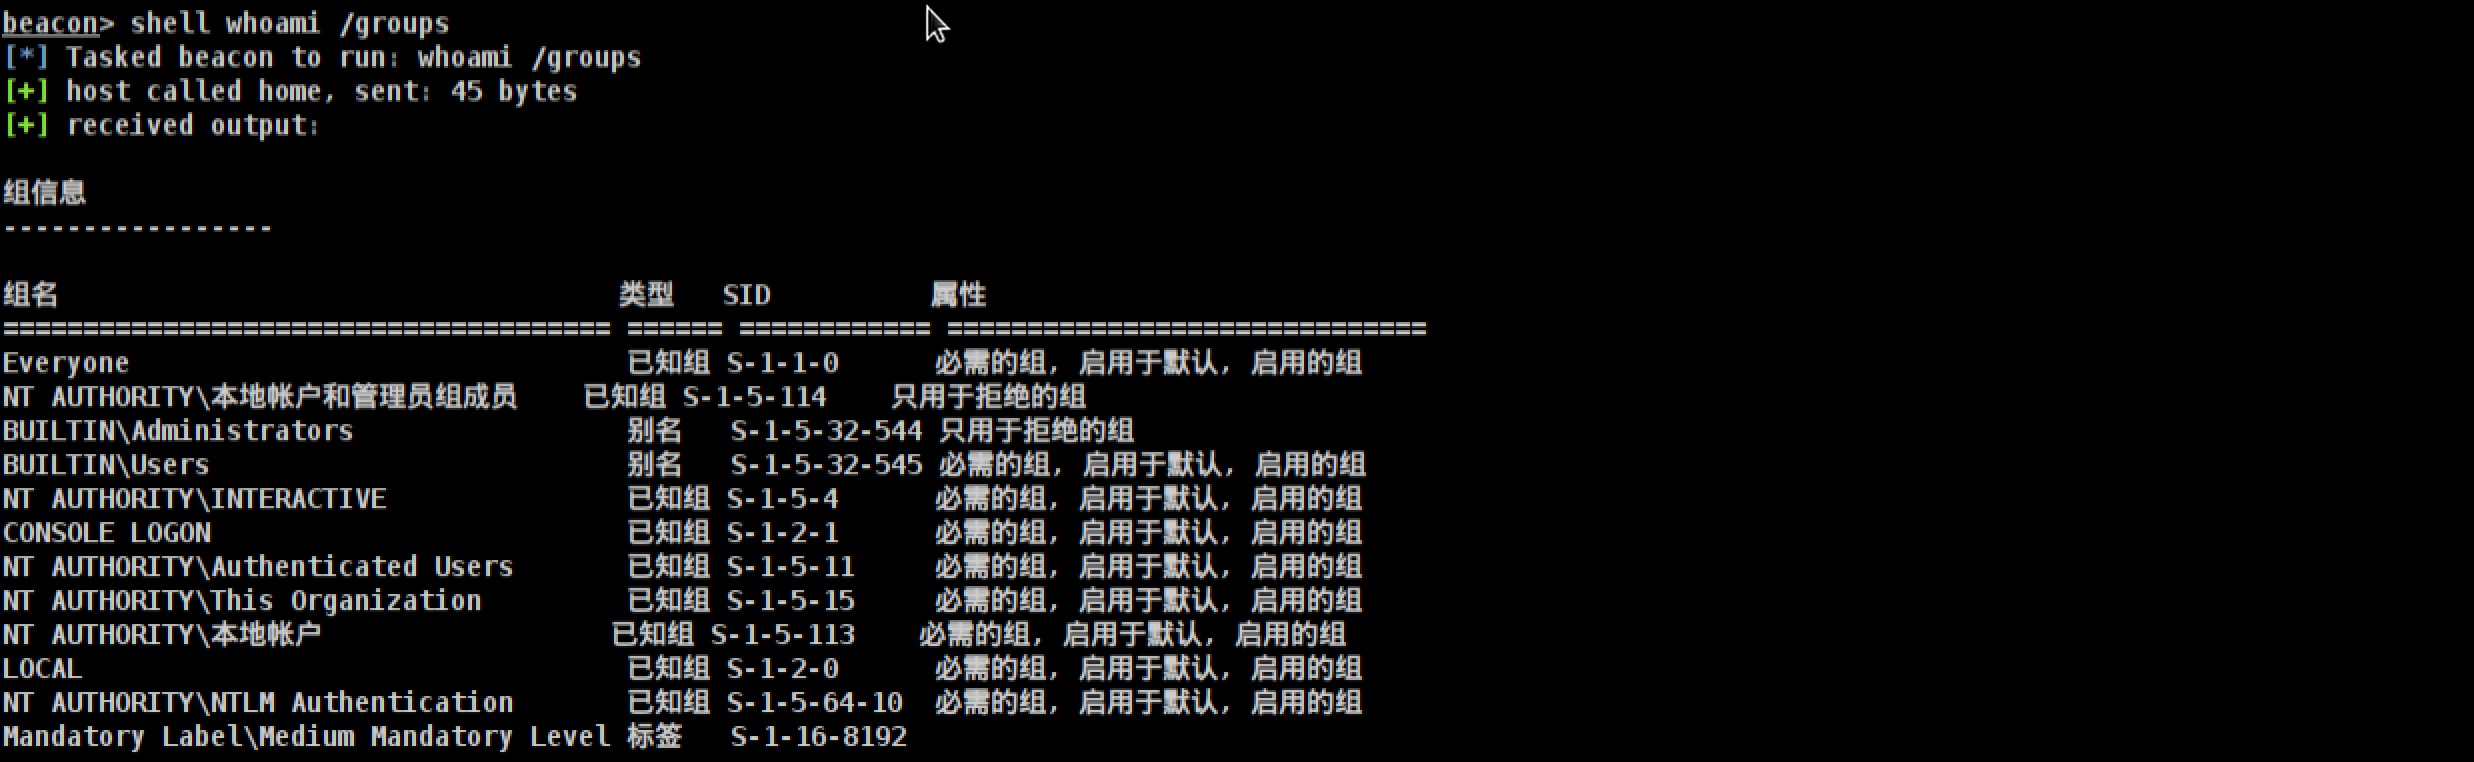 beacon> shell whoami /groups
[*] Tasked beacon to run: whoami /groups
[+] host called home, sent: 45 bytes
[+] received output:
组信息
-----------------
组名 类型 SID 属性
====================================== ====== ============ ==============================
Everyone 已知组 S-1-1-0 必需的组, 启用于默认, 启用的组
NT AUTHORITY\本地帐户和管理员组成员 已知组 S-1-5-114 只用于拒绝的组
BUILTIN\Administrators 别名 S-1-5-32-544 只用于拒绝的组
BUILTIN\Users 别名 S-1-5-32-545 必需的组, 启用于默认, 启用的组
NT AUTHORITY\INTERACTIVE 已知组 S-1-5-4 必需的组, 启用于默认, 启用的组
CONSOLE LOGON 已知组 S-1-2-1 必需的组, 启用于默认, 启用的组
NT AUTHORITY\Authenticated Users 已知组 S-1-5-11 必需的组, 启用于默认, 启用的组
NT AUTHORITY\This Organization 已知组 S-1-5-15 必需的组, 启用于默认, 启用的组
NT AUTHORITY\本地帐户 已知组 S-1-5-113 必需的组, 启用于默认, 启用的组
LOCAL 已知组 S-1-2-0 必需的组, 启用于默认, 启用的组
NT AUTHORITY\NTLM Authentication 已知组 S-1-5-64-10 必需的组, 启用于默认, 启用的组
Mandatory Label\Medium Mandatory Level 标签 S-1-16-8192